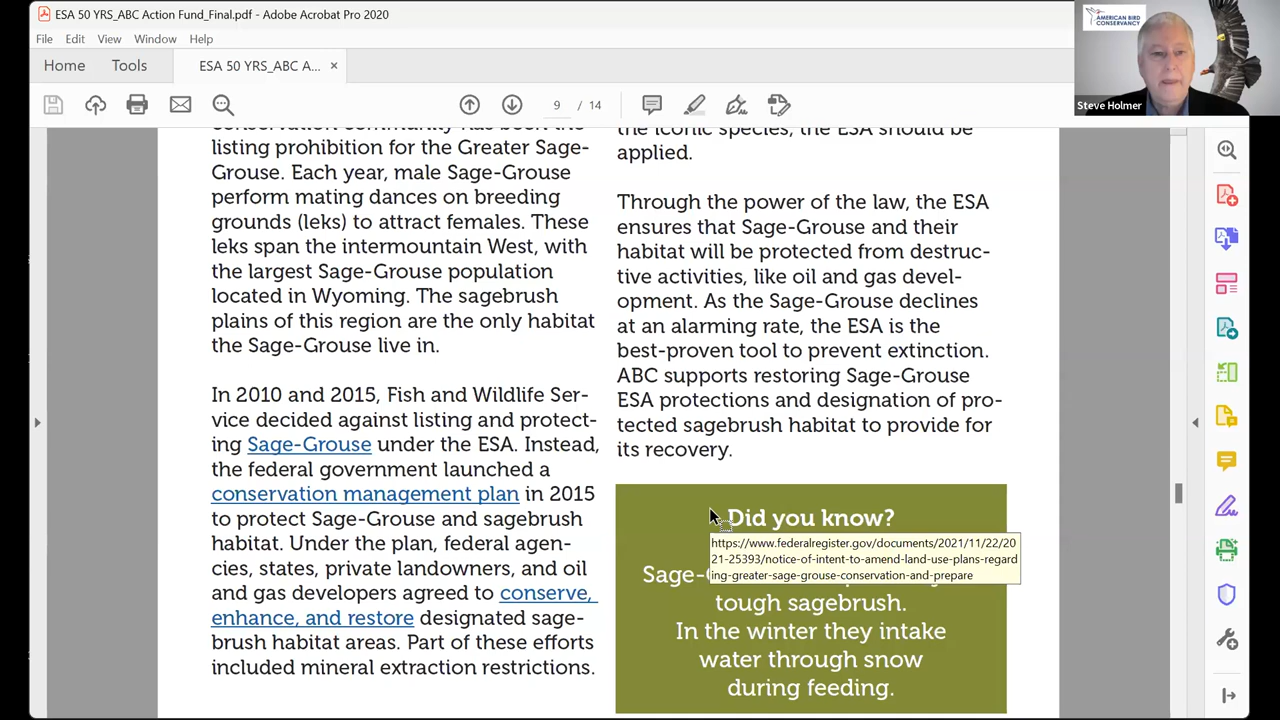 ESA 50 YRS_ABC Action Fund_Final.pdf - Adobe Acrobat Pro 2020
File Edit View Window Help
Home Tools ESA 50 YRS_ABC A... ×
9 / 14
AMERICAN BIRD
CONSERVANCY
Steve Holmer
listing prohibition for the Greater Sage-
Grouse. Each year, male Sage-Grouse
perform mating dances on breeding
grounds (leks) to attract females. These
leks span the intermountain West, with
the largest Sage-Grouse population
located in Wyoming. The sagebrush
plains of this region are the only habitat
the Sage-Grouse live in.
In 2010 and 2015, Fish and Wildlife Ser-
vice decided against listing and protect-
ing Sage-Grouse under the ESA. Instead,
the federal government launched a
conservation management plan in 2015
to protect Sage-Grouse and sagebrush
habitat. Under the plan, federal agen-
cies, states, private landowners, and oil
and gas developers agreed to conserve,
enhance, and restore designated sage-
brush habitat areas. Part of these efforts
included mineral extraction restrictions.
the iconic species, the ESA should be
applied.
Through the power of the law, the ESA
ensures that Sage-Grouse and their
habitat will be protected from destruc-
tive activities, like oil and gas devel-
opment. As the Sage-Grouse declines
at an alarming rate, the ESA is the
best-proven tool to prevent extinction.
ABC supports restoring Sage-Grouse
ESA protections and designation of pro-
tected sagebrush habitat to provide for
its recovery.
Did you know?
https://www.federalregister.gov/documents/2021/11/22/20
21-25393/notice-of-intent-to-amend-land-use-plans-regard
ing-greater-sage-grouse-conservation-and-prepare
Sage-
tough sagebrush.
In the winter they intake
water through snow
during feeding.